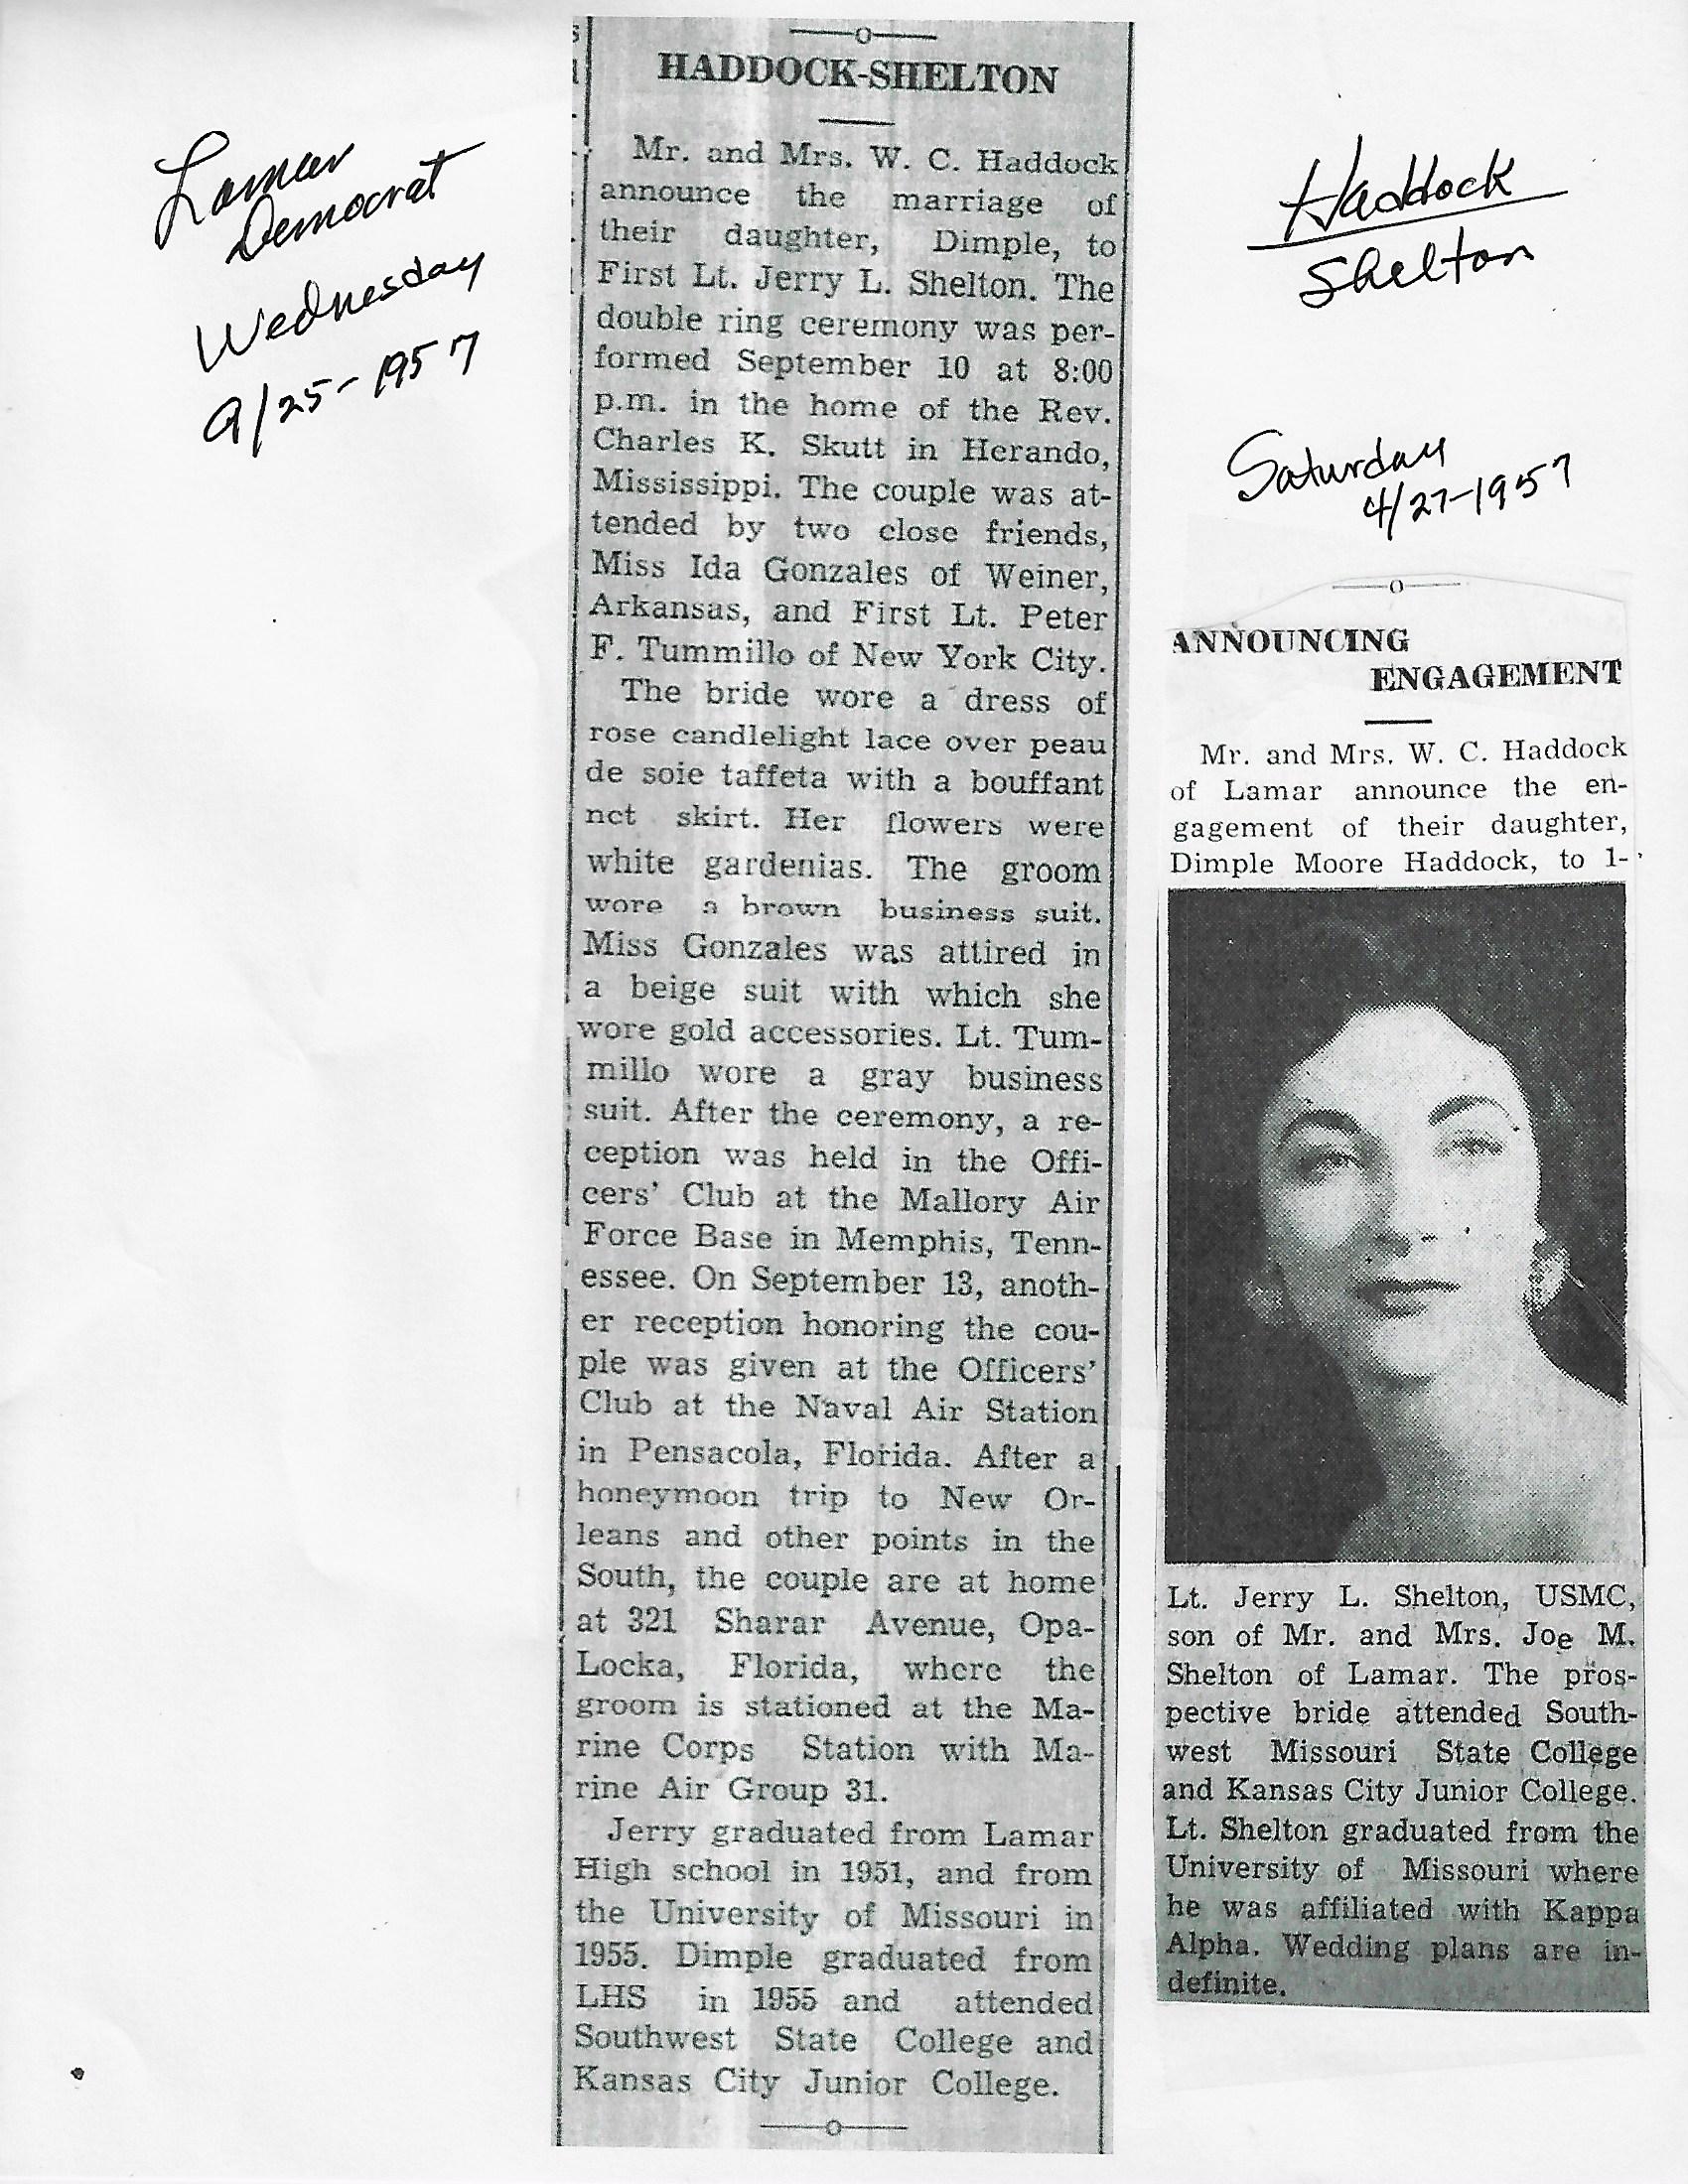 Lamar
Democrat
Wednesday
9/25-1957
—o—
HADDOCK-SHELTON
Mr. and Mrs. W. C. Haddock
announce the marriage of
their daughter, Dimple, to
First Lt. Jerry L. Shelton. The
double ring ceremony was per-
formed September 10 at 8:00
p.m. in the home of the Rev.
Charles K. Skutt in Herando,
Mississippi. The couple was at-
tended by two close friends,
Miss Ida Gonzales of Weiner,
Arkansas, and First Lt. Peter
F. Tummillo of New York City.
The bride wore a dress of
rose candlelight lace over peau
de soie taffeta with a bouffant
net skirt. Her flowers were
white gardenias. The groom
wore a brown business suit.
Miss Gonzales was attired in
a beige suit with which she
wore gold accessories. Lt. Tum-
millo wore a gray business
suit. After the ceremony, a re-
ception was held in the Offi-
cers' Club at the Mallory Air
Force Base in Memphis, Tenn-
essee. On September 13, anoth-
er reception honoring the cou-
ple was given at the Officers'
Club at the Naval Air Station
in Pensacola, Florida. After a
honeymoon trip to New Or-
leans and other points in the
South, the couple are at home
at 321 Sharar Avenue, Opa-
Locka, Florida, where the
groom is stationed at the Ma-
rine Corps Station with Ma-
rine Air Group 31.
Jerry graduated from Lamar
High school in 1951, and from
the University of Missouri in
1955. Dimple graduated from
LHS in 1955 and attended
Southwest State College and
Kansas City Junior College.
—o—
Haddock
Shelton
Saturday
4/27-1957
—o—
ANNOUNCING
ENGAGEMENT
Mr. and Mrs. W. C. Haddock
of Lamar announce the en-
gagement of their daughter,
Dimple Moore Haddock, to 1-
Lt. Jerry L. Shelton, USMC,
son of Mr. and Mrs. Joe M.
Shelton of Lamar. The pros-
pective bride attended South-
west Missouri State College
and Kansas City Junior College.
Lt. Shelton graduated from the
University of Missouri where
he was affiliated with Kappa
Alpha. Wedding plans are in-
definite.